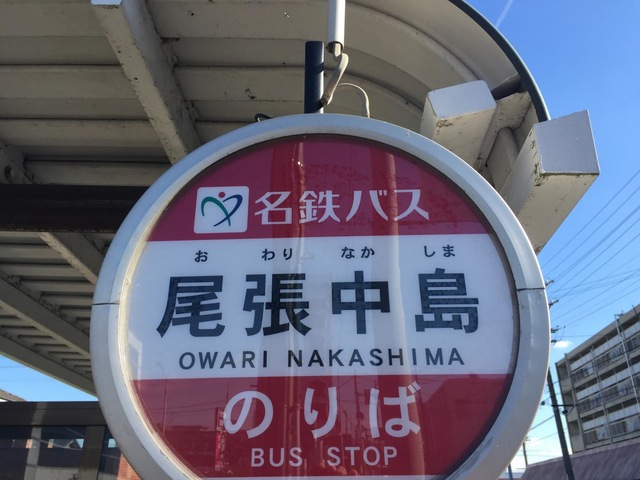 名鉄バス
お わり なか しま
尾張中島
OWARI NAKASHIMA
のりば
BUS STOP